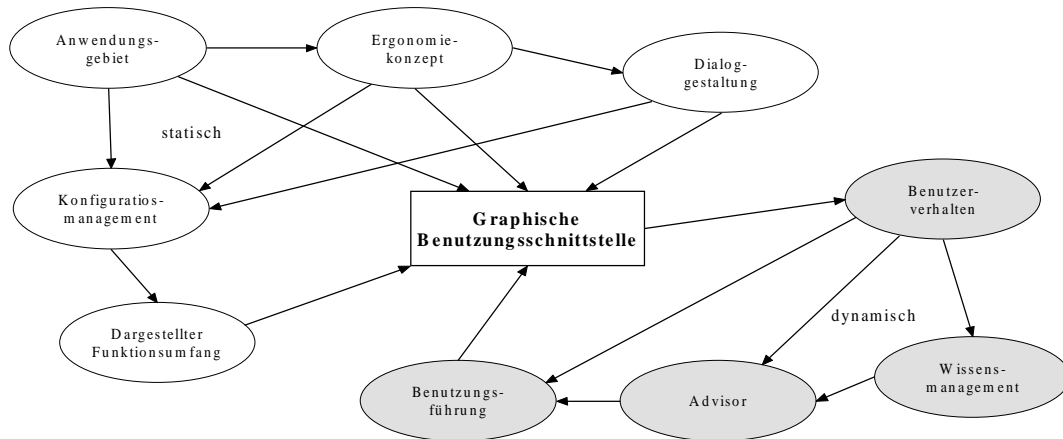 Anwendungs-
gebiet
Ergonomie-
konzept
Dialog-
gestaltung
statisch
Konfiguratios-
management
Graphische
Benutzungsschnittstelle
Benutzer-
verhalten
Dargestellter
Funktionsumfang
dynamisch
Benutzungs-
führung
Advisor
Wissens-
management